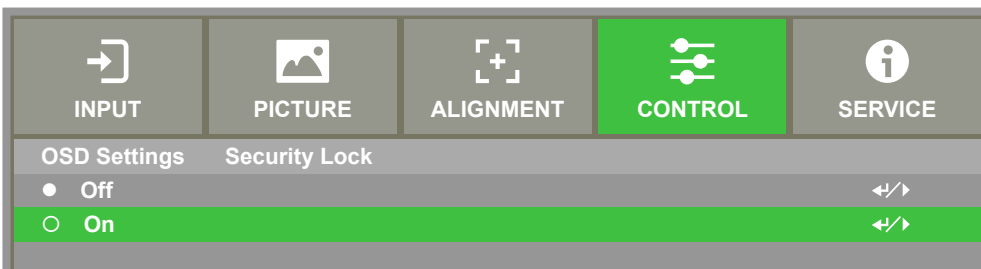 INPUT PICTURE ALIGNMENT CONTROL SERVICE
OSD Settings Security Lock
Off
On